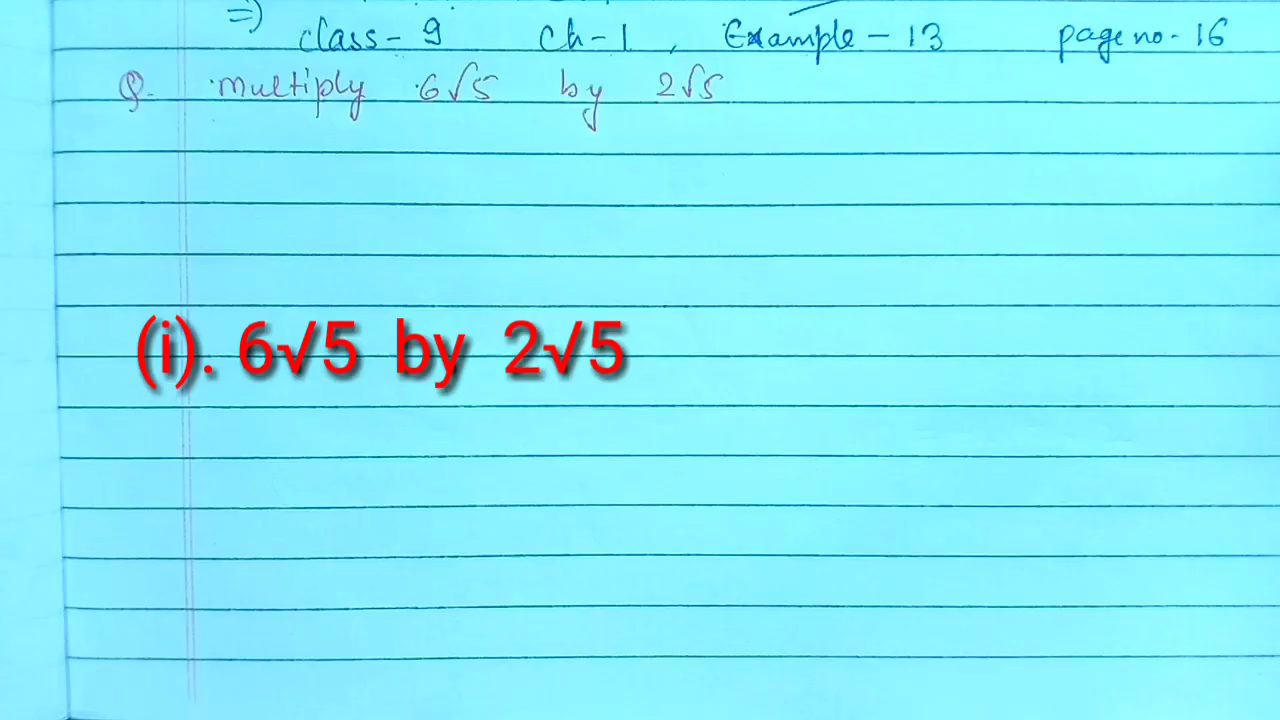 =) class - 9 Ch - 1 , Example - 13 page no. 16
Q. Multiply 6√5 by 2√5
(i). 6√5 by 2√5